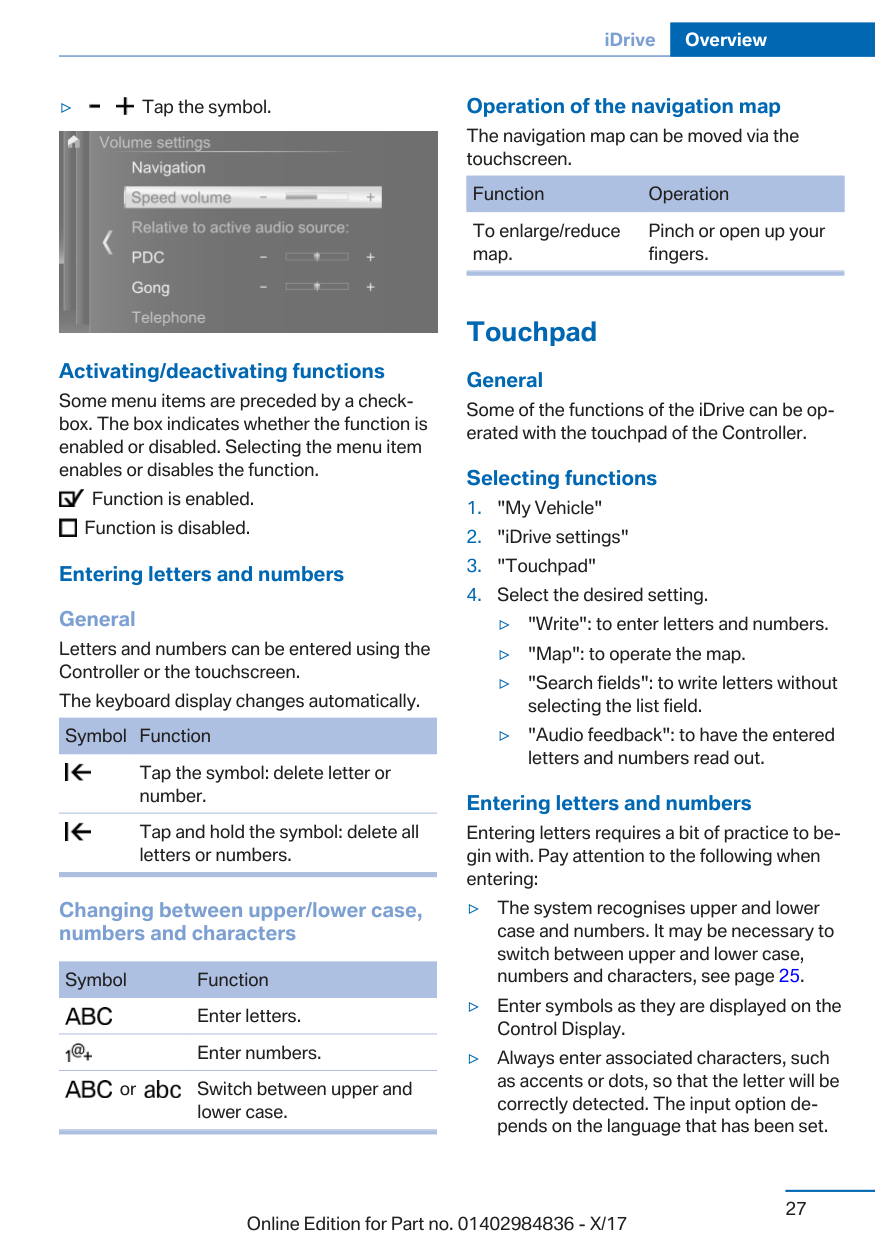 iDrive Overview
▷ - + Tap the symbol.
Volume settings
Navigation
Speed volume - +
Relative to active audio source:
PDC - +
Gong - +
Telephone
Activating/deactivating functions
Some menu items are preceded by a check-
box. The box indicates whether the function is
enabled or disabled. Selecting the menu item
enables or disables the function.
Function is enabled.
Function is disabled.
Entering letters and numbers
General
Letters and numbers can be entered using the
Controller or the touchscreen.
The keyboard display changes automatically.
Symbol Function
Tap the symbol: delete letter or
number.
Tap and hold the symbol: delete all
letters or numbers.
Changing between upper/lower case,
numbers and characters
Symbol Function
ABC Enter letters.
1@+ Enter numbers.
ABC or abc Switch between upper and
lower case.
Operation of the navigation map
The navigation map can be moved via the
touchscreen.
Function Operation
To enlarge/reduce Pinch or open up your
map. fingers.
Touchpad
General
Some of the functions of the iDrive can be op-
erated with the touchpad of the Controller.
Selecting functions
1. "My Vehicle"
2. "iDrive settings"
3. "Touchpad"
4. Select the desired setting.
▷ "Write": to enter letters and numbers.
▷ "Map": to operate the map.
▷ "Search fields": to write letters without
selecting the list field.
▷ "Audio feedback": to have the entered
letters and numbers read out.
Entering letters and numbers
Entering letters requires a bit of practice to be-
gin with. Pay attention to the following when
entering:
▷ The system recognises upper and lower
case and numbers. It may be necessary to
switch between upper and lower case,
numbers and characters, see page 25.
▷ Enter symbols as they are displayed on the
Control Display.
▷ Always enter associated characters, such
as accents or dots, so that the letter will be
correctly detected. The input option de-
pends on the language that has been set.
27
Online Edition for Part no. 01402984836 - X/17